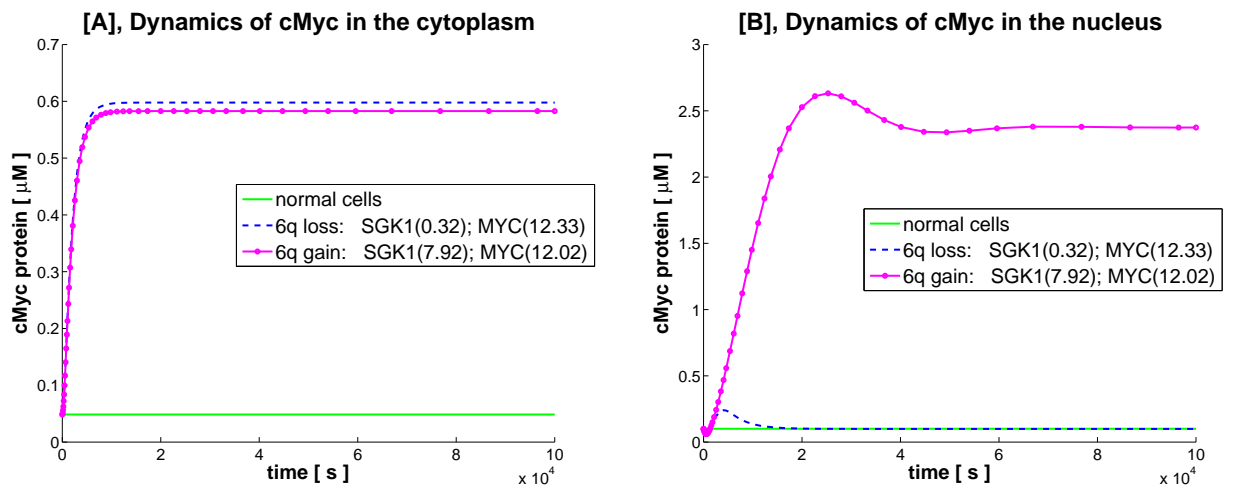 [A], Dynamics of cMyc in the cytoplasm
0.7
0.6
0.5
0.4
0.3
0.2
0.1
0
cMyc protein [ μM ]
normal cells
6q loss: SGK1(0.32); MYC(12.33)
6q gain: SGK1(7.92); MYC(12.02)
0 2 4 6 8 10
x 10^4
time [ s ]
[B], Dynamics of cMyc in the nucleus
3
2.5
2
1.5
1
0.5
0
cMyc protein [ μM ]
normal cells
6q loss: SGK1(0.32); MYC(12.33)
6q gain: SGK1(7.92); MYC(12.02)
0 2 4 6 8 10
x 10^4
time [ s ]